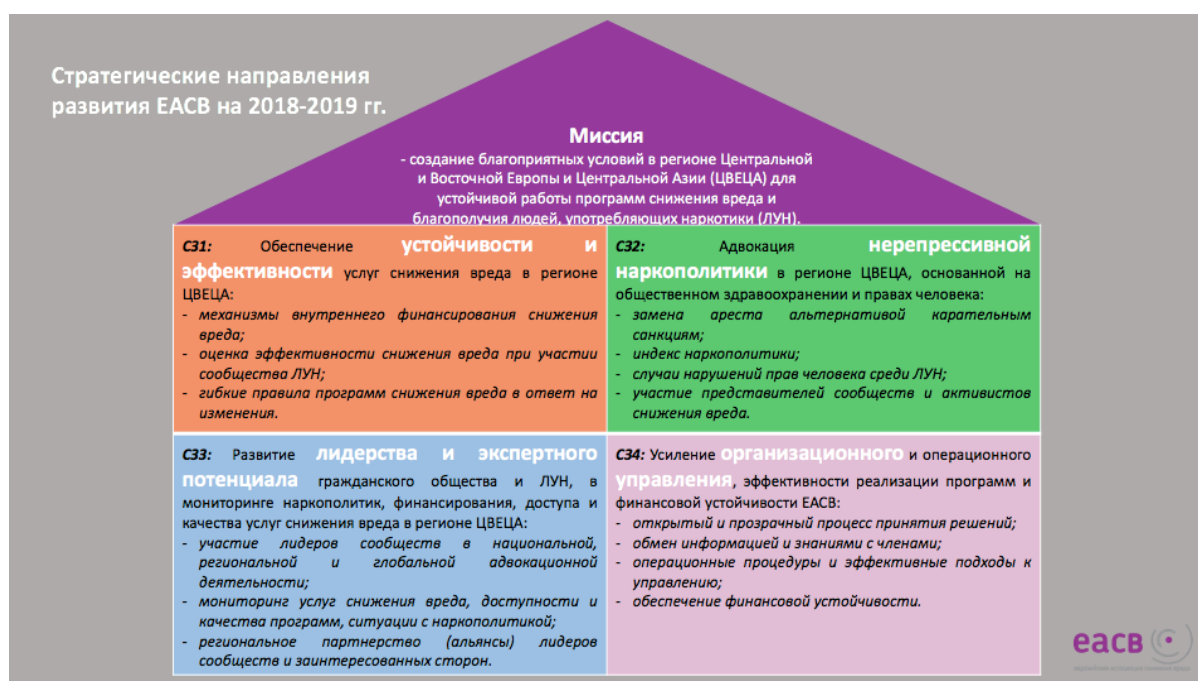 Стратегические направления
развития ЕАСВ на 2018-2019 гг.
Миссия
- создание благоприятных условий в регионе Центральной
и Восточной Европы и Центральной Азии (ЦВЕЦА) для
устойчивой работы программ снижения вреда и
благополучия людей, употребляющих наркотики (ЛУН).
СЗ1: Обеспечение устойчивости и
эффективности услуг снижения вреда в регионе
ЦВЕЦА:
- механизмы внутреннего финансирования снижения
вреда;
- оценка эффективности снижения вреда при участии
сообщества ЛУН;
- гибкие правила программ снижения вреда в ответ на
изменения.
СЗ2: Адвокация нерепрессивной
наркополитики в регионе ЦВЕЦА, основанной на
общественном здравоохранении и правах человека:
- замена ареста альтернативой карательным
санкциям;
- индекс наркополитики;
- случаи нарушений прав человека среди ЛУН;
- участие представителей сообществ и активистов
снижения вреда.
СЗ3: Развитие лидерства и экспертного
потенциала гражданского общества и ЛУН, в
мониторинге наркополитик, финансирования, доступа и
качества услуг снижения вреда в регионе ЦВЕЦА:
- участие лидеров сообществ в национальной,
региональной и глобальной адвокационной
деятельности;
- мониторинг услуг снижения вреда, доступности и
качества программ, ситуации с наркополитикой;
- региональное партнерство (альянсы) лидеров
сообществ и заинтересованных сторон.
СЗ4: Усиление организационного и операционного
управления, эффективности реализации программ и
финансовой устойчивости ЕАСВ:
- открытый и прозрачный процесс принятия решений;
- обмен информацией и знаниями с членами;
- операционные процедуры и эффективные подходы к
управлению;
- обеспечение финансовой устойчивости.
еасв